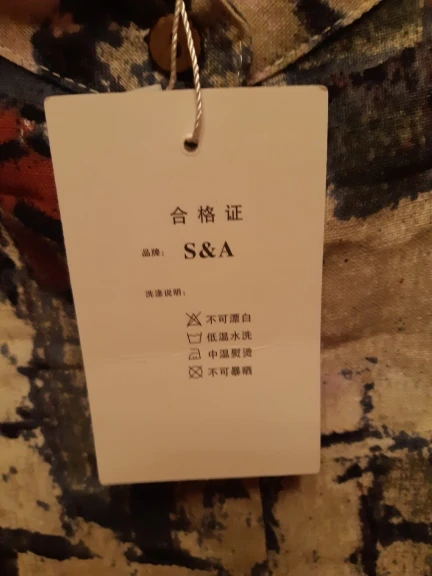 合格证
品牌: S&A
洗涤说明:
不可漂白
低温水洗
中温熨烫
不可暴晒